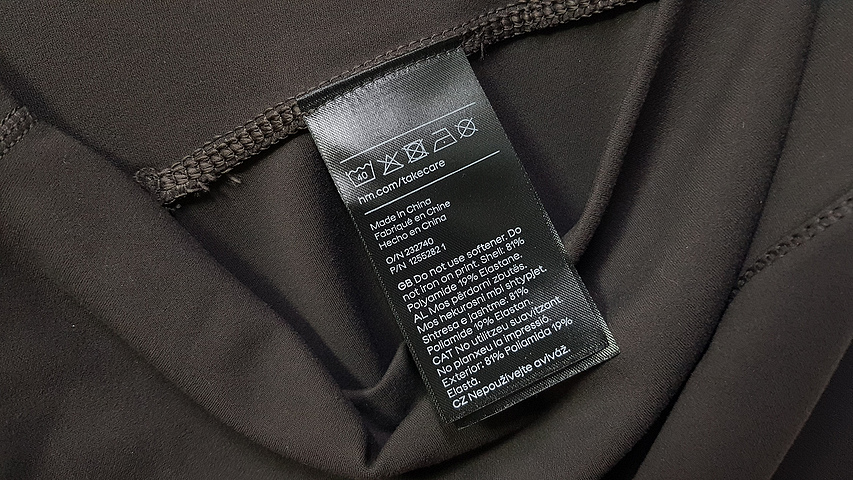 40
hm.com/takecare
Made in China
Fabriqué en Chine
Hecho en China
O/N 232740
P/N 1255282 1
GB Do not use softener. Do
not iron on print. Shell: 81%
Polyamide 19% Elastane.
AL Mos përdorni zbutës.
Mos hekurosni mbi shtypjet.
Shtresa e jashtme: 81%
Poliamide 19% Elastan.
CAT No utilitzeu suavitzant.
No planxeu la impressió.
Exterior: 81% Poliamida 19%
Elastà.
CZ Nepoužívejte aviváž.